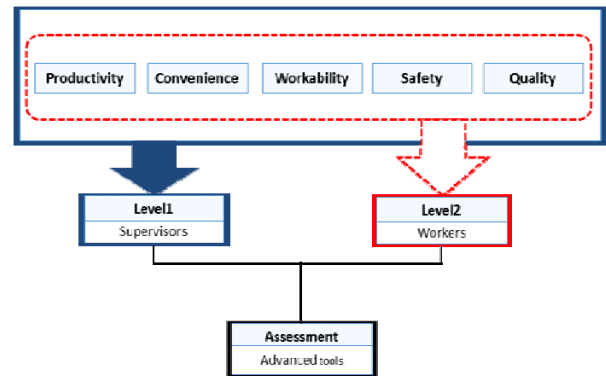 Productivity
Convenience
Workability
Safety
Quality
Level1
Supervisors
Level2
Workers
Assessment
Advanced tools